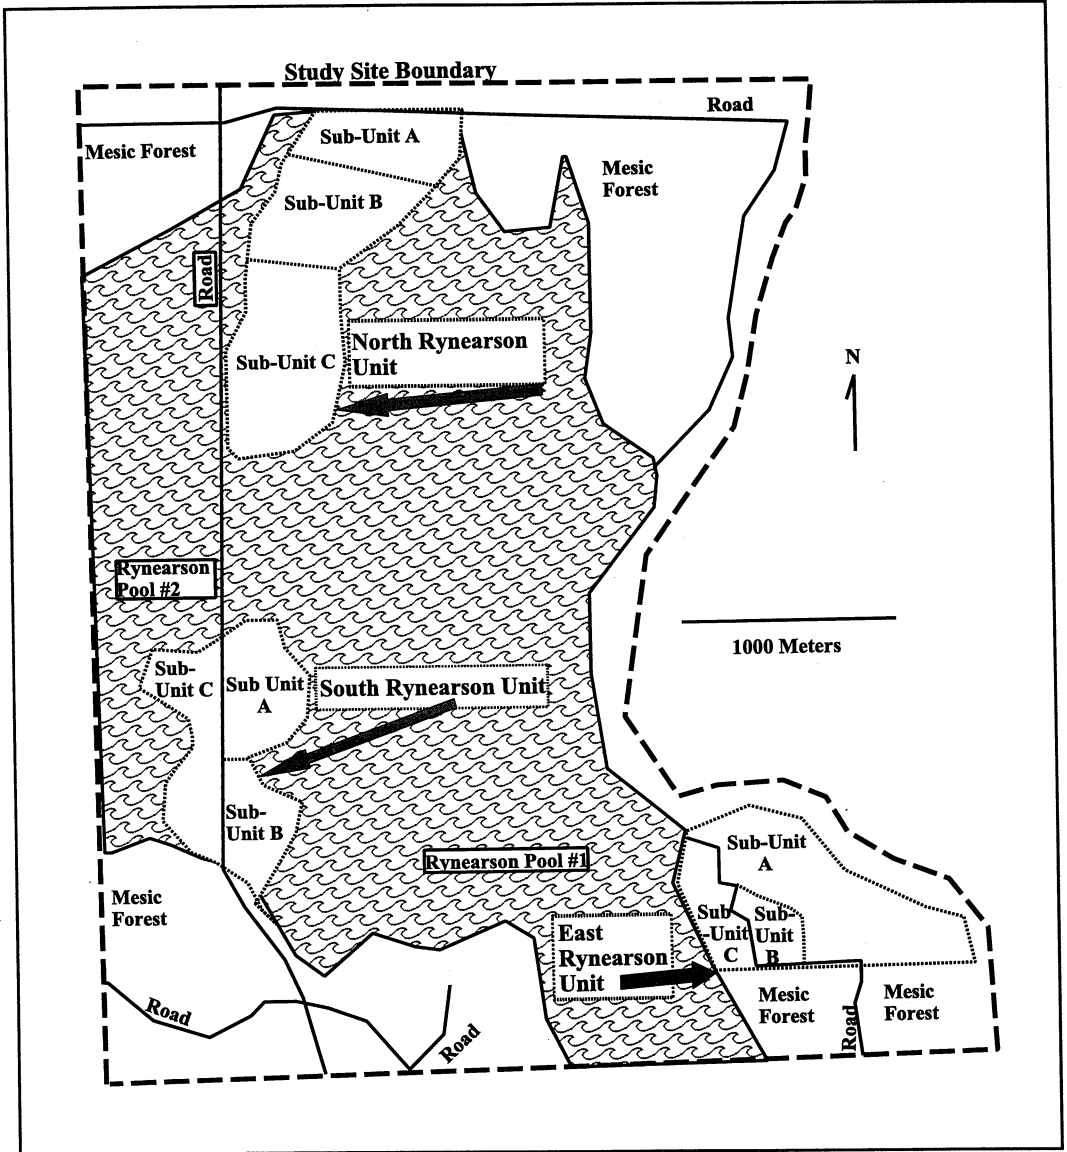 Study Site Boundary
Road
Sub-Unit A
Mesic Forest
Mesic
Forest
Sub-Unit B
Road
North Rynearson
Unit
Sub-Unit C
N
Rynearson
Pool #2
1000 Meters
Sub-
Unit C
Sub Unit
A
South Rynearson Unit
Sub-
Unit B
Sub-Unit
A
Rynearson Pool #1
Mesic
Forest
Sub
-Unit
C
Sub-
Unit
B
East
Rynearson
Unit
Mesic
Forest
Mesic
Forest
Road
Road
Road